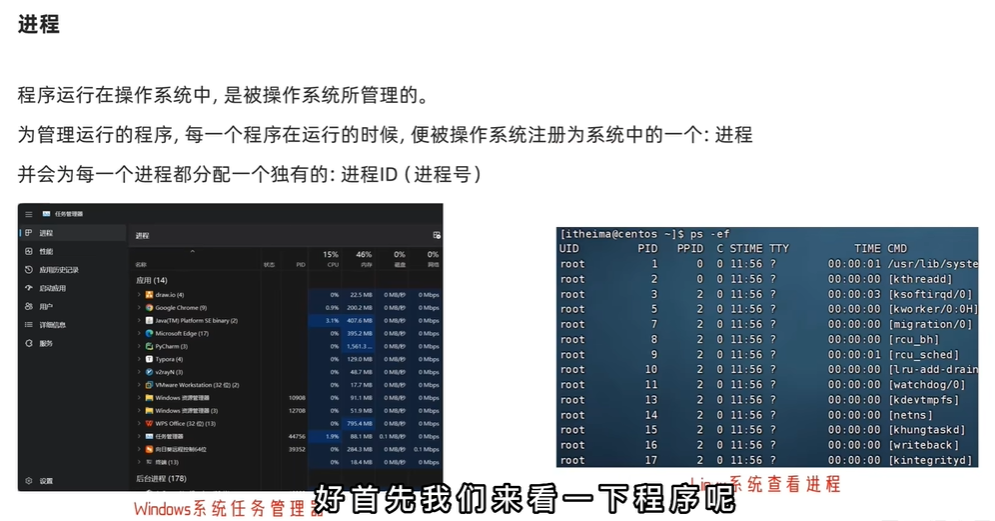 进程
程序运行在操作系统中,是被操作系统所管理的。
为管理运行的程序,每一个程序在运行的时候,便被操作系统注册为系统中的一个:进程
并会为每一个进程都分配一个独有的:进程ID(进程号)
任务管理器
进程
性能
应用历史记录
启动应用
用户
详细信息
服务
设置
进程
15% 46% 0% 0%
名称 状态 PID CPU 内存 磁盘 网络
应用 (14)
draw.io (4) 0% 22.5 MB 0 MB/秒 0 Mbps
Google Chrome (9) 0.9% 200.2 MB 0 MB/秒 0 Mbps
Java(TM) Platform SE binary (2) 3.1% 407.6 MB 0 MB/秒 0 Mbps
Microsoft Edge (17) 0% 395.2 MB 0 MB/秒 0 Mbps
PyCharm (3) 0% 1,561.3 ... 0 MB/秒 0 Mbps
Typora (4) 0% 129.0 MB 0 MB/秒 0 Mbps
v2rayN (3) 0% 48.7 MB 0 MB/秒 0 Mbps
VMware Workstation (32 位) (2) 0% 17.7 MB 0 MB/秒 0 Mbps
Windows 资源管理器 10908 0% 91.1 MB 0 MB/秒 0 Mbps
Windows 资源管理器 (3) 12708 0% 51.9 MB 0 MB/秒 0 Mbps
WPS Office (32 位) (13) 0% 795.4 MB 0 MB/秒 0 Mbps
任务管理器 44756 1.9% 88.1 MB 0.1 MB/秒 0 Mbps
向日葵远程控制64位 39352 0% 284.3 MB 0 MB/秒 0.1 Mbps
终端 (13) 0% 18.4 MB 0 MB/秒 0 Mbps
后台进程 (178)
[itheima@centos ~]$ ps -ef
UID PID PPID C STIME TTY TIME CMD
root 1 0 0 11:56 ? 00:00:01 /usr/lib/syste
root 2 0 0 11:56 ? 00:00:00 [kthreadd]
root 3 2 0 11:56 ? 00:00:03 [ksoftirqd/0]
root 5 2 0 11:56 ? 00:00:00 [kworker/0:0H]
root 7 2 0 11:56 ? 00:00:00 [migration/0]
root 8 2 0 11:56 ? 00:00:00 [rcu_bh]
root 9 2 0 11:56 ? 00:00:01 [rcu_sched]
root 10 2 0 11:56 ? 00:00:00 [lru-add-drain
root 11 2 0 11:56 ? 00:00:00 [watchdog/0]
root 13 2 0 11:56 ? 00:00:00 [kdevtmpfs]
root 14 2 0 11:56 ? 00:00:00 [netns]
root 15 2 0 11:56 ? 00:00:00 [khungtaskd]
root 16 2 0 11:56 ? 00:00:00 [writeback]
root 17 2 0 11:56 ? 00:00:00 [kintegrityd]
Windows系统任务管理器
Linux系统查看进程
好首先我们来看一下程序呢